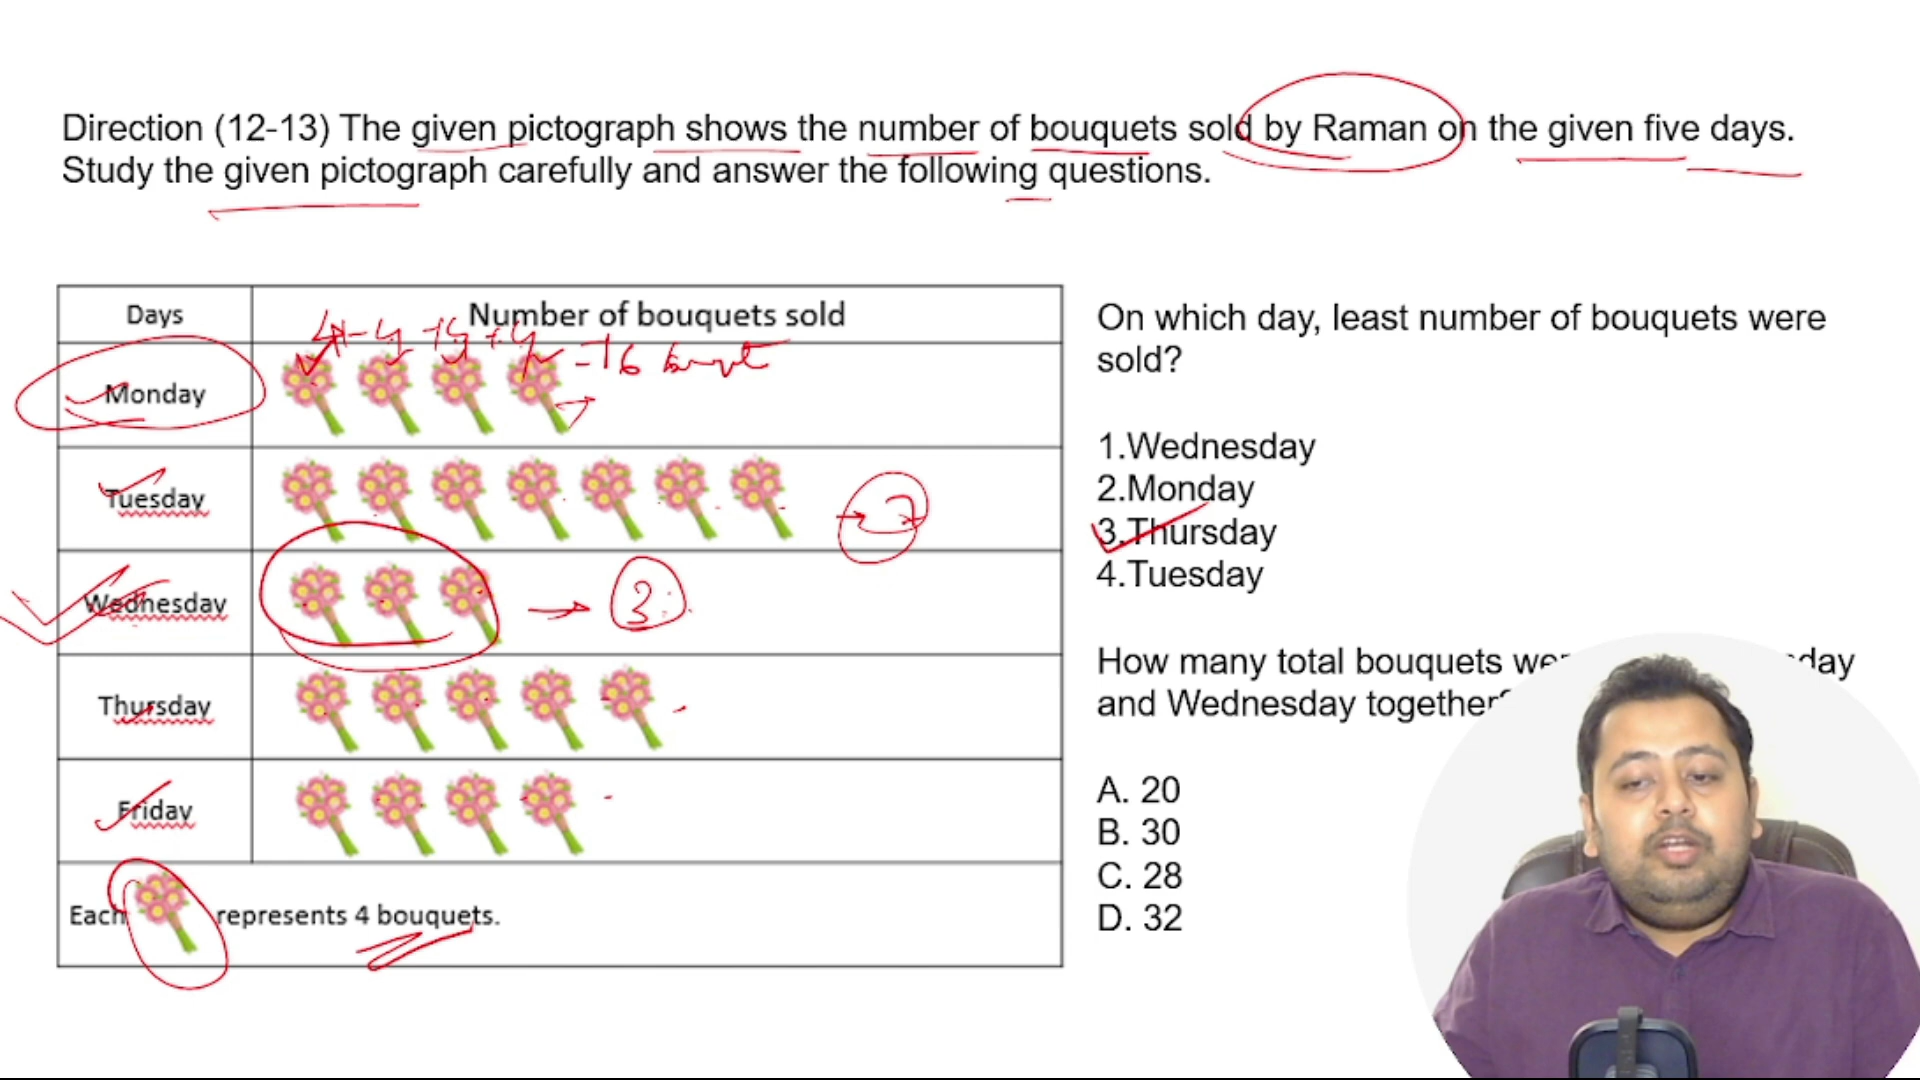 Direction (12-13) The given pictograph shows the number of bouquets sold by Raman on the given five days.
Study the given pictograph carefully and answer the following questions.
Days Number of bouquets sold
= 16
Monday
Tuesday
7
Wednesday
3
Thursday
Friday
Each represents 4 bouquets.
On which day, least number of bouquets were
sold?
1.Wednesday
2.Monday
3.Thursday
4.Tuesday
How many total bouquets
and Wednesday together?
A. 20
B. 30
C. 28
D. 32